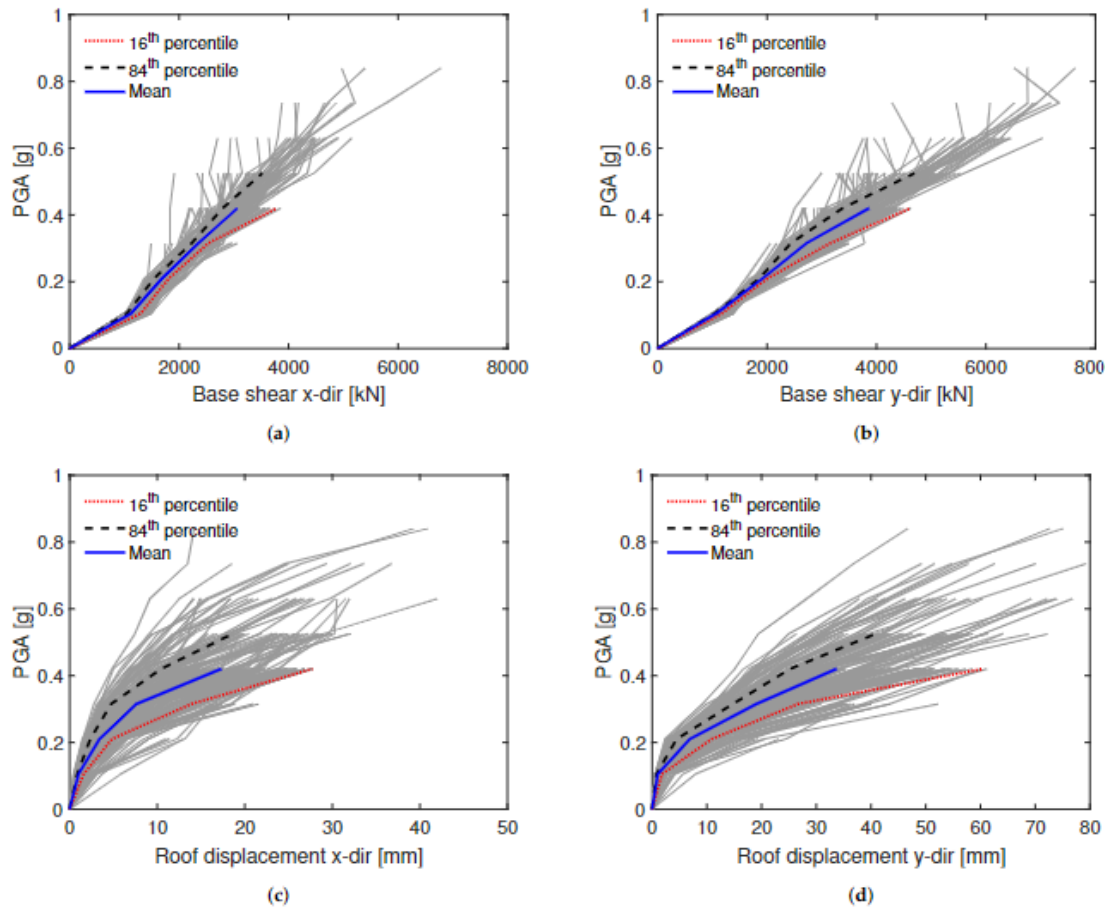 1
0.8
0.6
0.4
0.2
0
PGA [g]
16th percentile
84th percentile
Mean
0 2000 4000 6000 8000
Base shear x-dir [kN]
(a)
1
0.8
0.6
0.4
0.2
0
PGA [g]
16th percentile
84th percentile
Mean
0 2000 4000 6000 800
Base shear y-dir [kN]
(b)
1
0.8
0.6
0.4
0.2
0
PGA [g]
16th percentile
84th percentile
Mean
0 10 20 30 40 50
Roof displacement x-dir [mm]
(c)
1
0.8
0.6
0.4
0.2
0
PGA [g]
16th percentile
84th percentile
Mean
0 10 20 30 40 50 60 70 80
Roof displacement y-dir [mm]
(d)